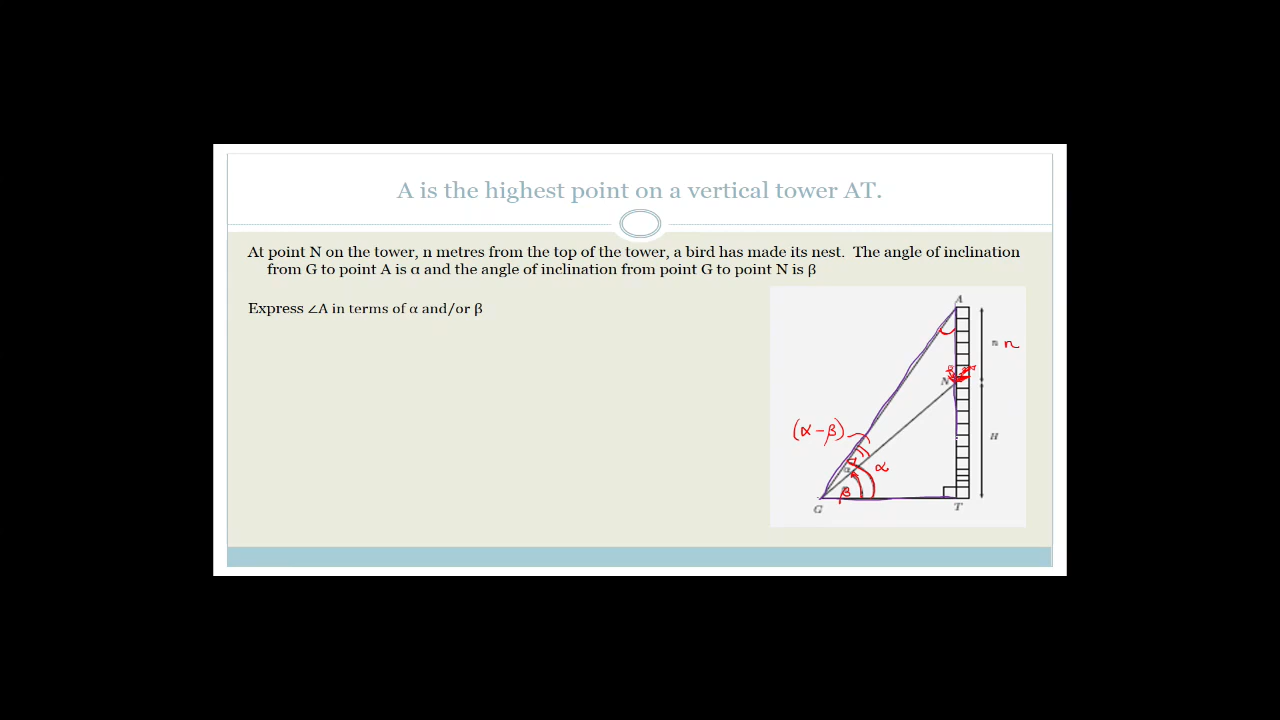 A is the highest point on a vertical tower AT.
At point N on the tower, n metres from the top of the tower, a bird has made its nest. The angle of inclination
from G to point A is α and the angle of inclination from point G to point N is β
Express ∠A in terms of α and/or β
A
n n
N
(α - β)
H
α α
β
G
T